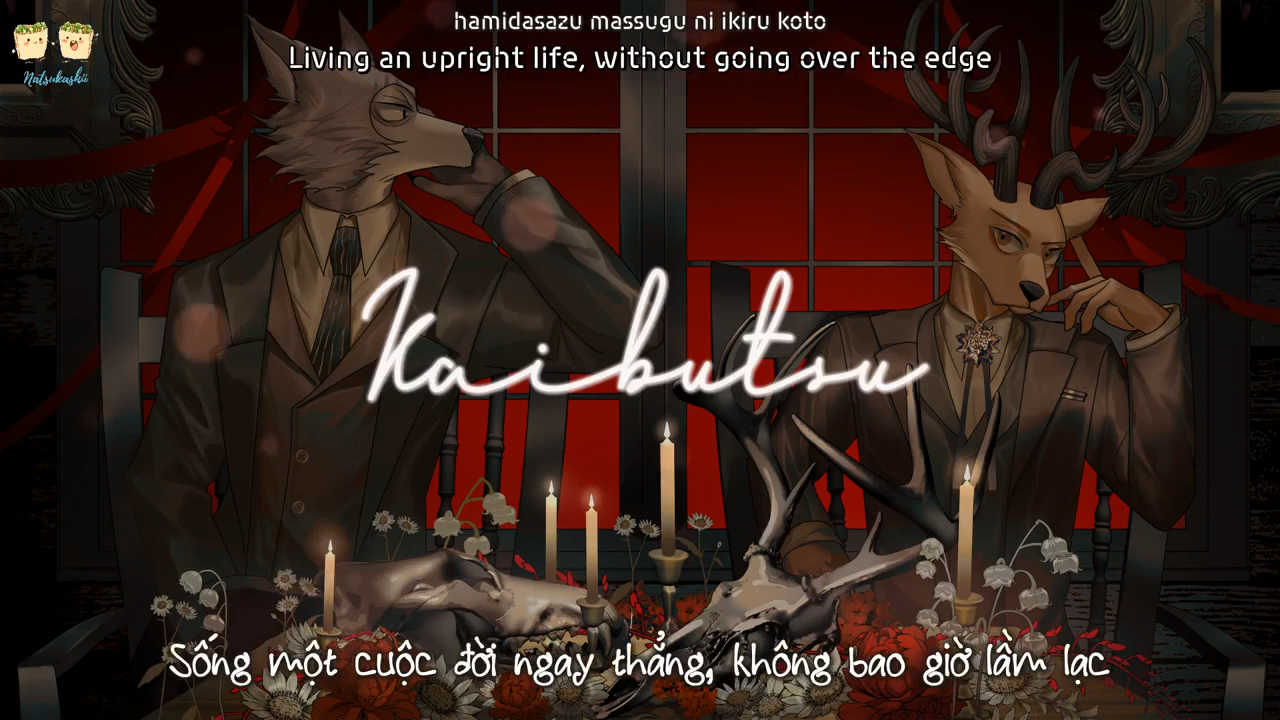 hamidasazu massugu ni ikiru koto
Living an upright life, without going over the edge
Natsukashii
Kaibutsu
Sống một cuộc đời ngay thẳng, không bao giờ lầm lạc